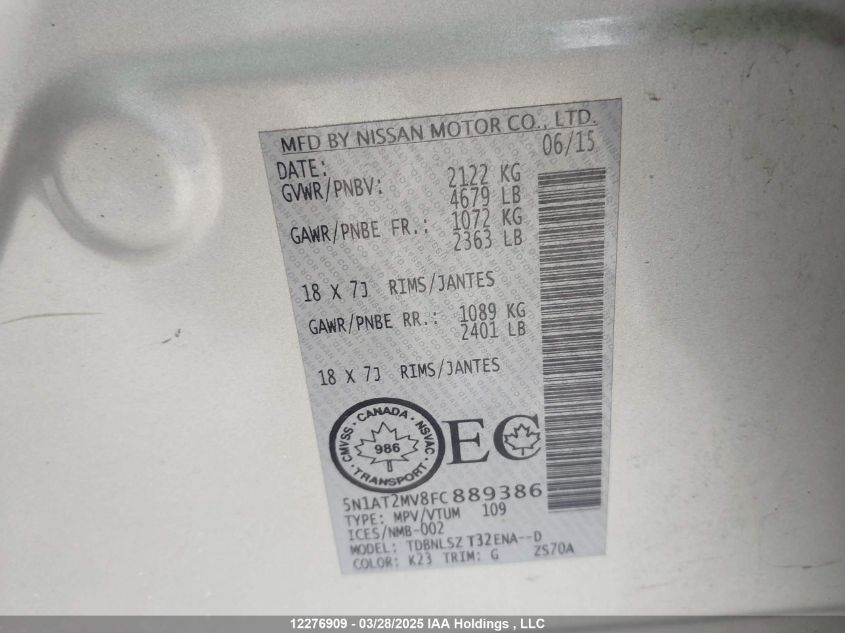 MFD BY NISSAN MOTOR CO., LTD.
DATE: 06/15
GVWR/PNBV: 2122 KG
4679 LB
GAWR/PNBE FR.: 1072 KG
2363 LB
18 X 7J RIMS/JANTES
GAWR/PNBE RR.: 1089 KG
2401 LB
18 X 7J RIMS/JANTES
CMVSS · CANADA · NSVAC
986
TRANSPORT
EC
5N1AT2MV8FC889386
TYPE: MPV/VTUM 109
ICES/NMB-002
MODEL: TDBNLSZ T32ENA--D
COLOR: K23 TRIM: G ZS70A
12276909 - 03/28/2025 IAA Holdings , LLC